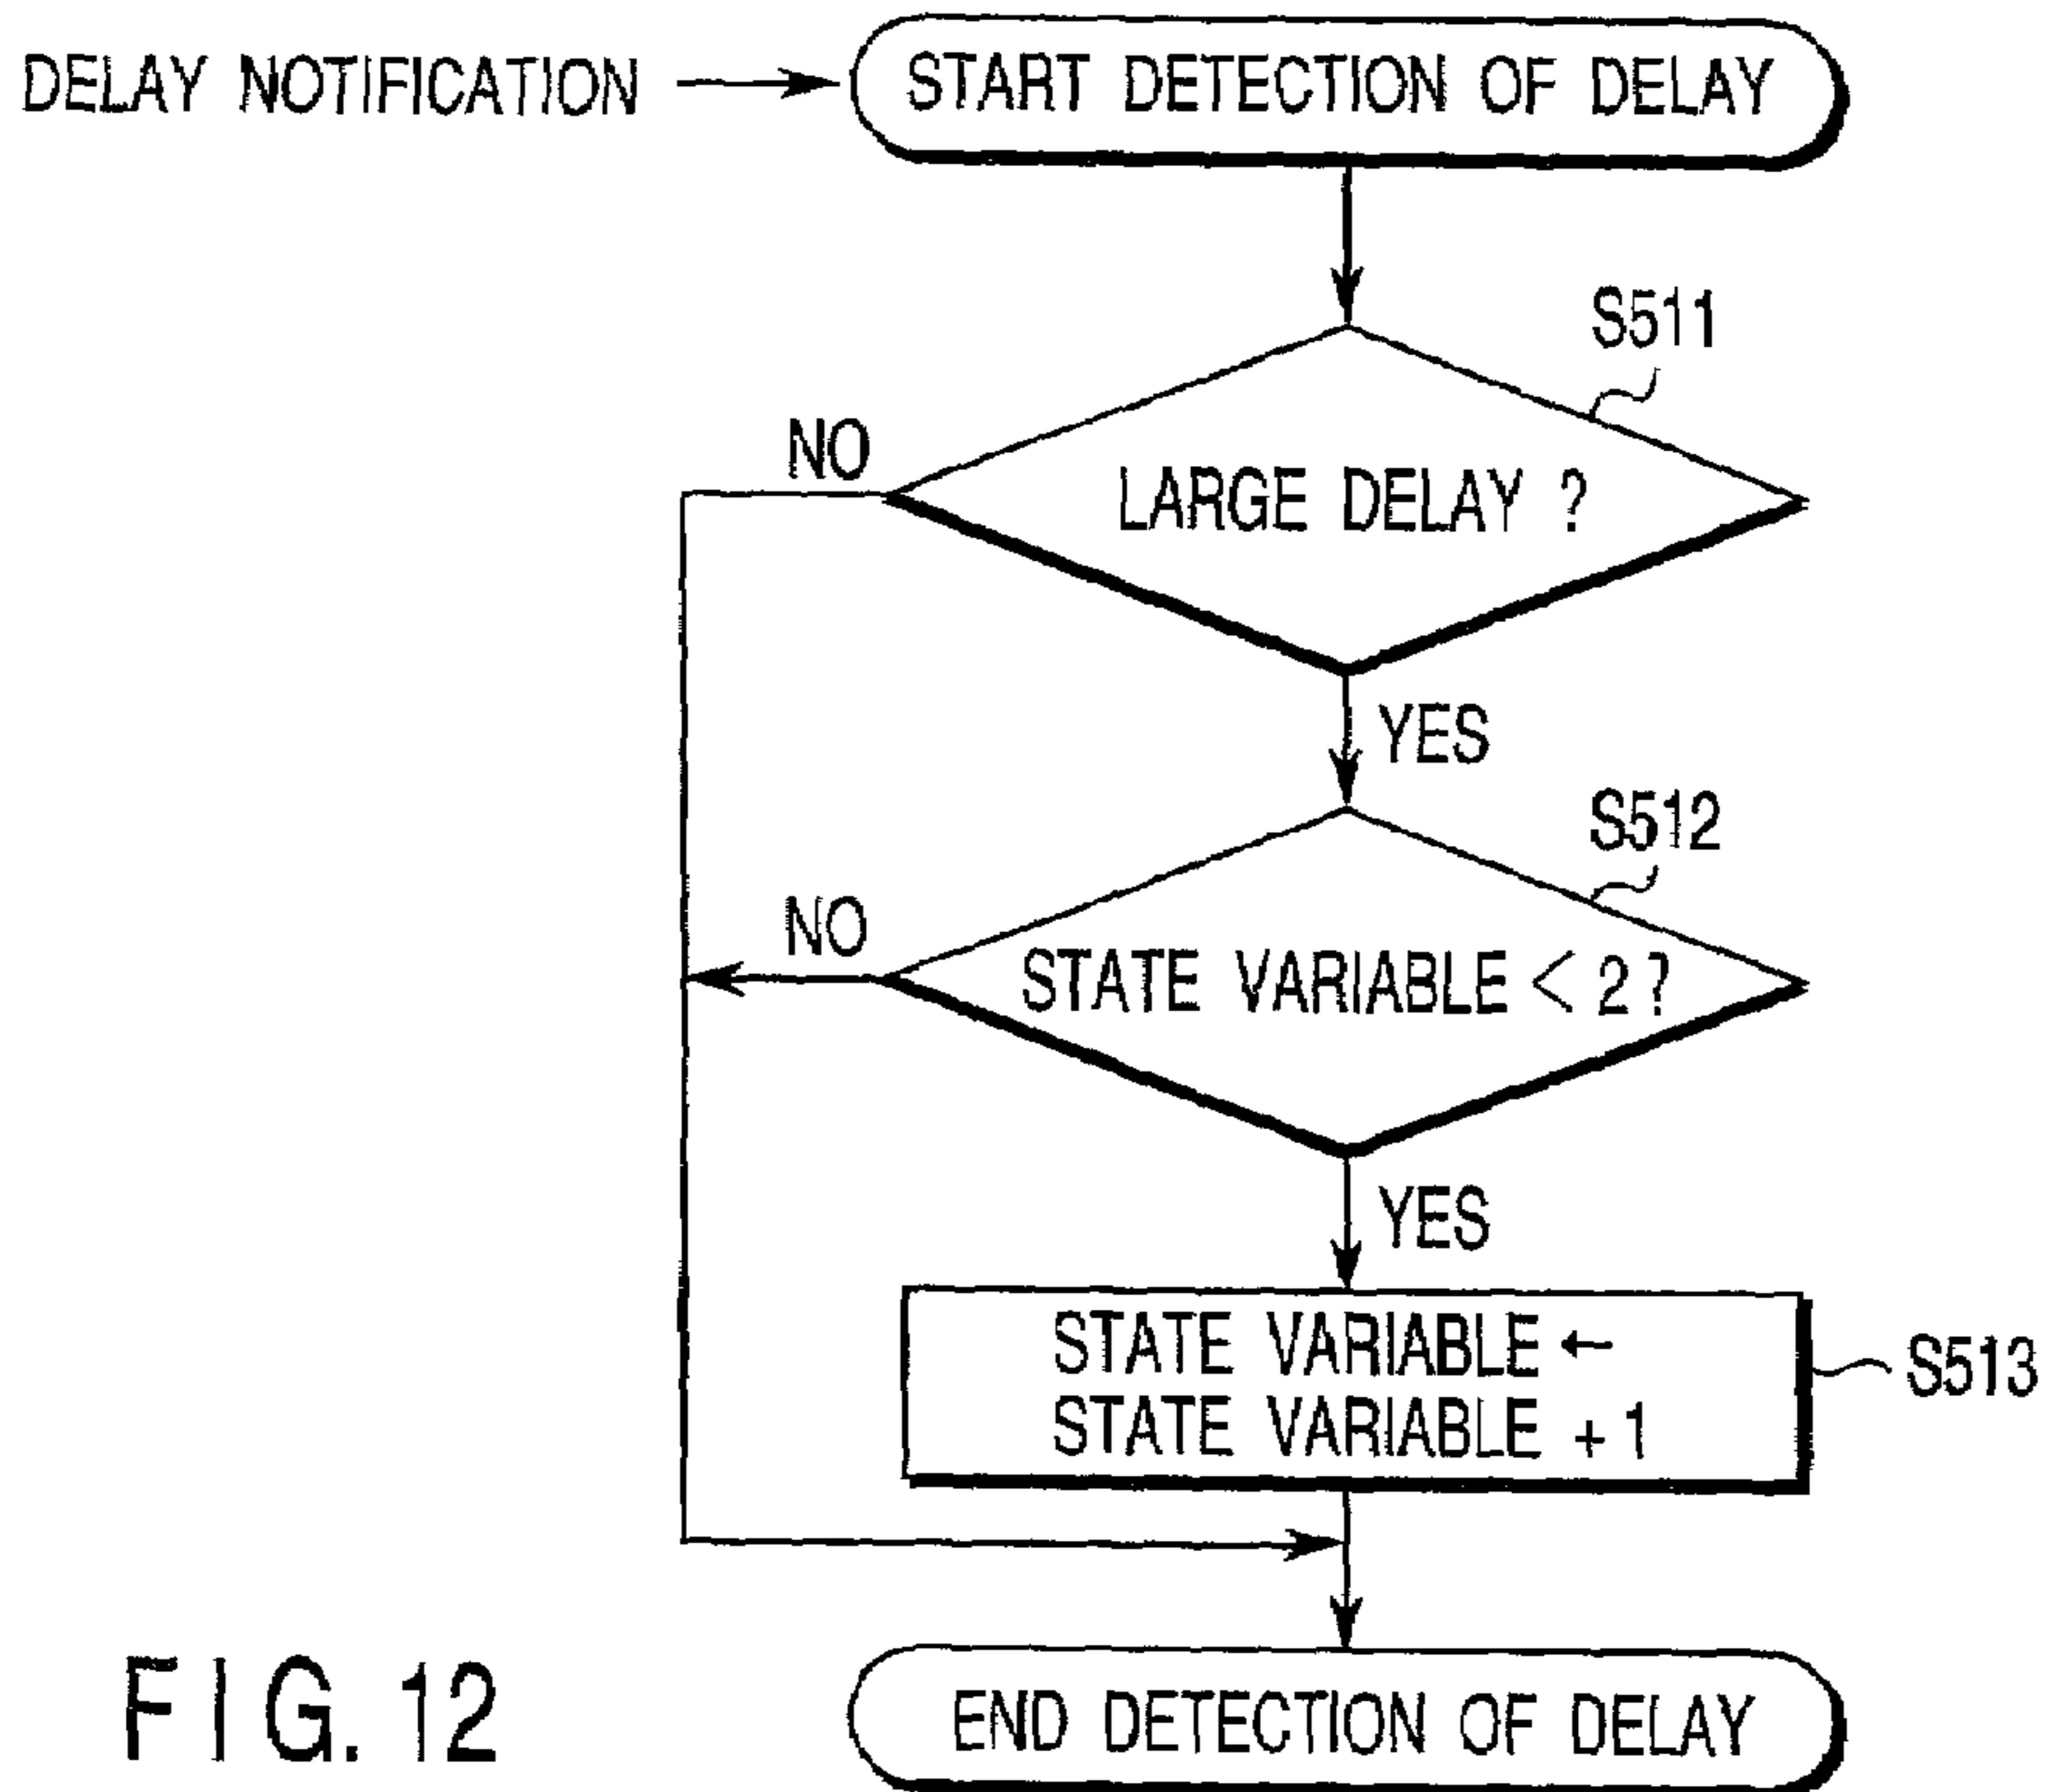 DELAY NOTIFICATION
START DETECTION OF DELAY
S511
NO
LARGE DELAY ?
YES
S512
NO
STATE VARIABLE < 2 ?
YES
STATE VARIABLE ←
STATE VARIABLE + 1
S513
END DETECTION OF DELAY
FIG. 12